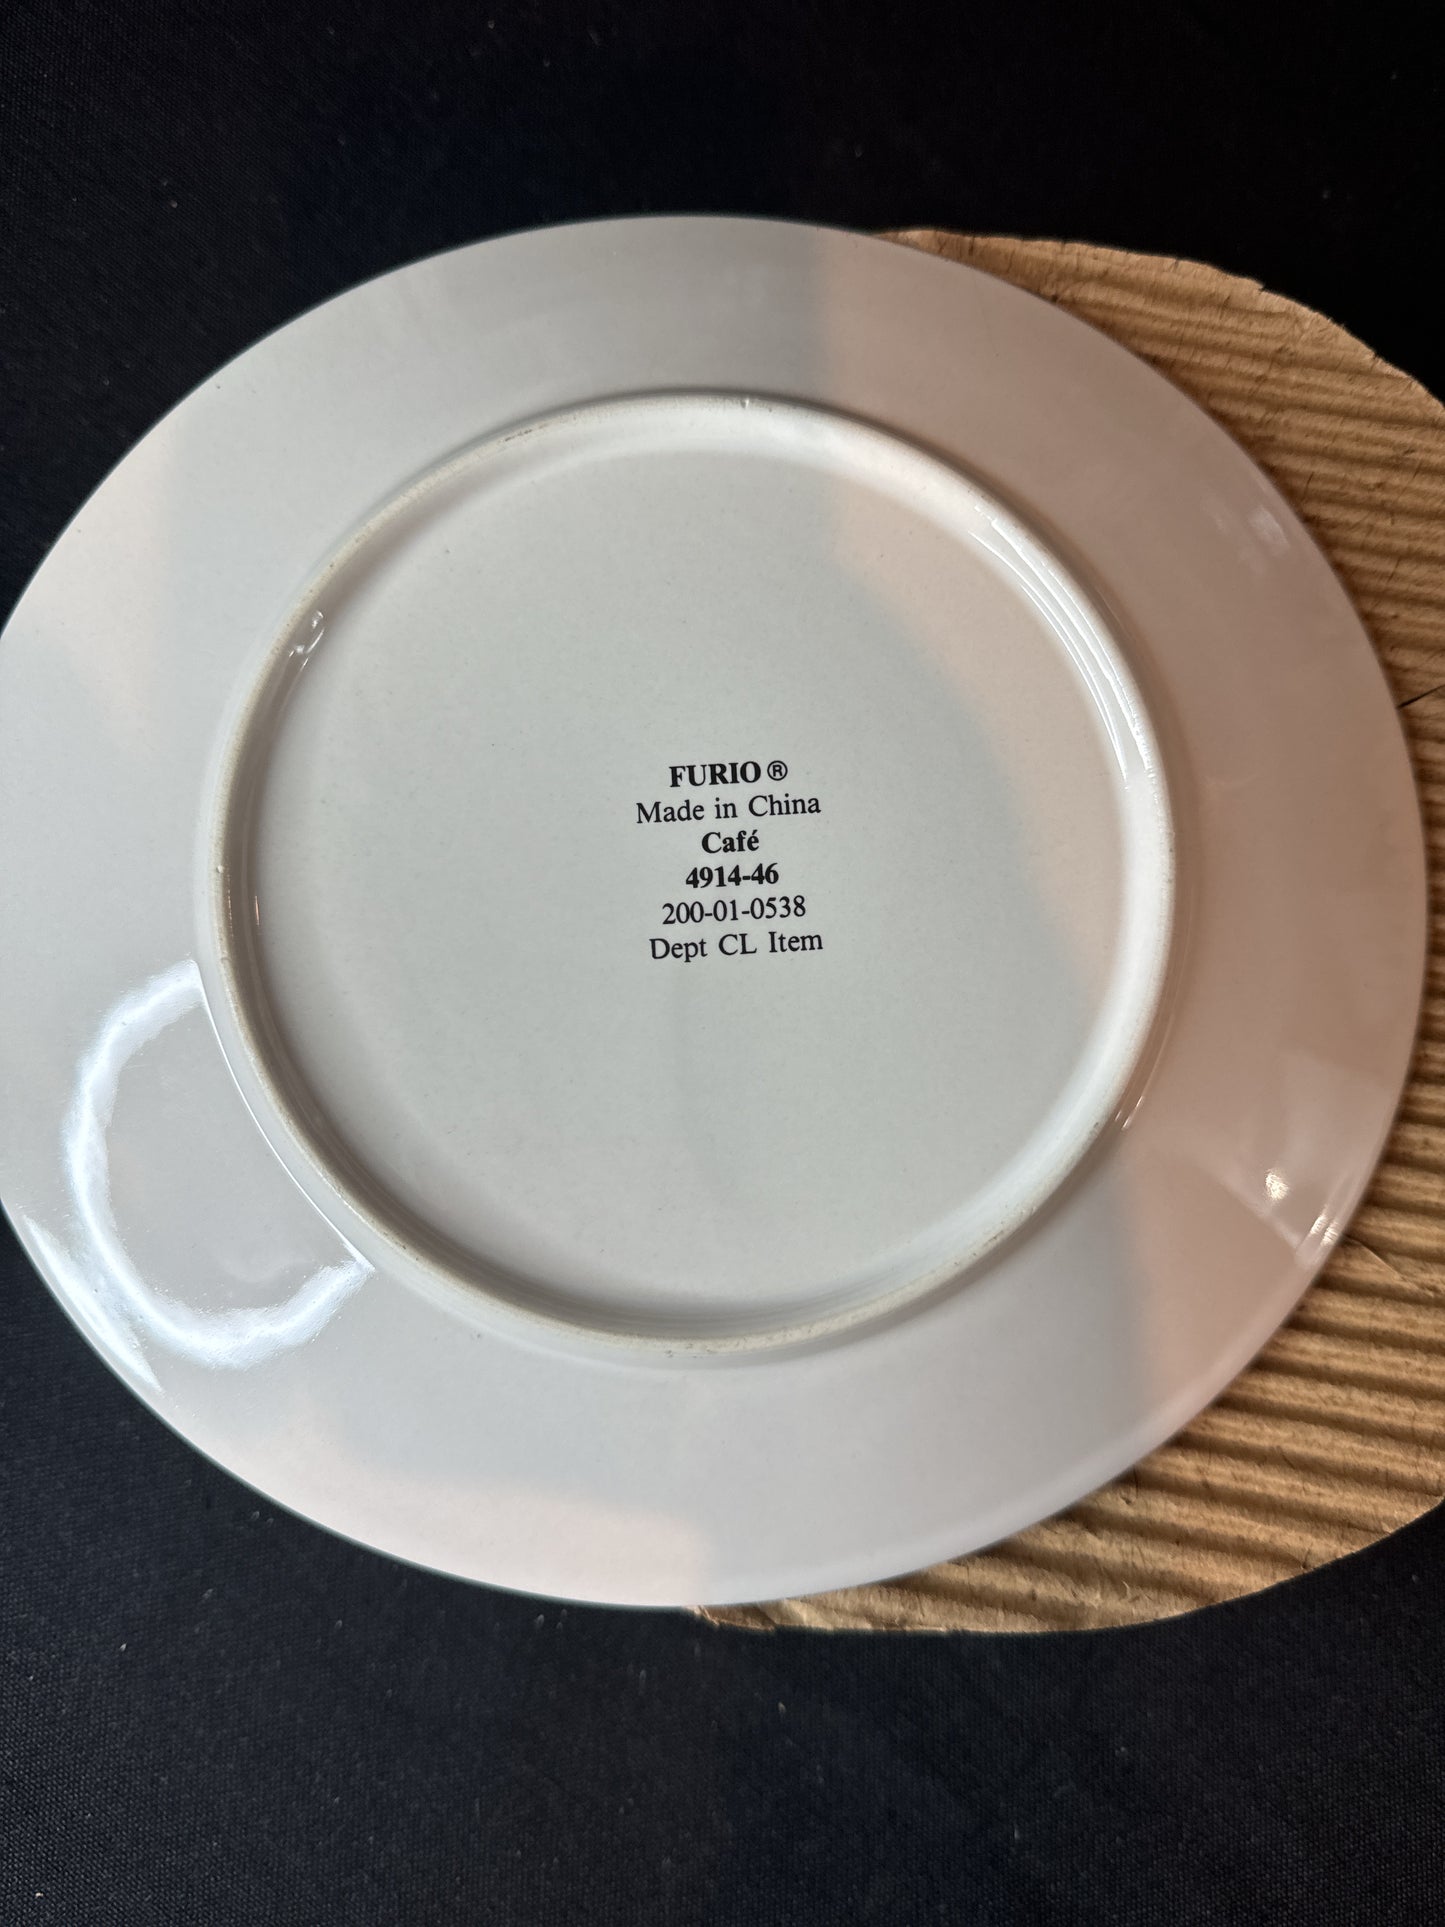 FURIO ®
Made in China
Café
4914-46
200-01-0538
Dept CL Item